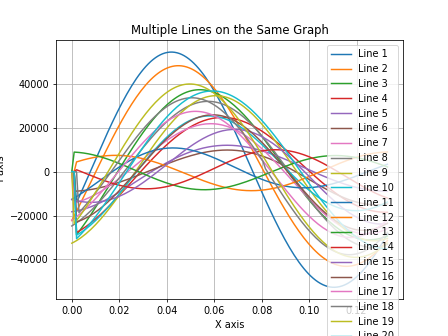 Multiple Lines on the Same Graph
40000
20000
0
−20000
−40000
0.00
0.02
0.04
0.06
0.08
0.10
X axis
Line 1
Line 2
Line 3
Line 4
Line 5
Line 6
Line 7
Line 8
Line 9
Line 10
Line 11
Line 12
Line 13
Line 14
Line 15
Line 16
Line 17
Line 18
Line 19
Line 20